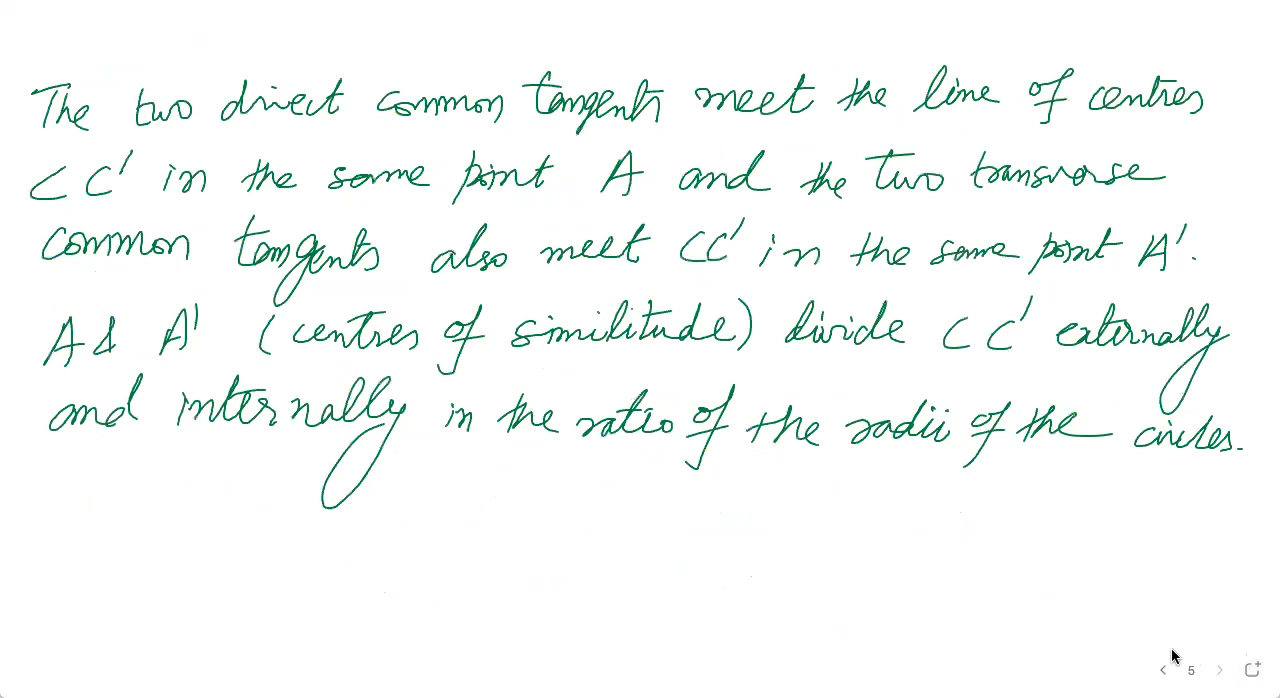 The two direct common tangents meet the line of centres
CC' in the same point A and the two transverse
common tangents also meet CC' in the same point A'.
A & A' (centres of similitude) divide CC' externally
and internally in the ratio of the radii of the circles.
5